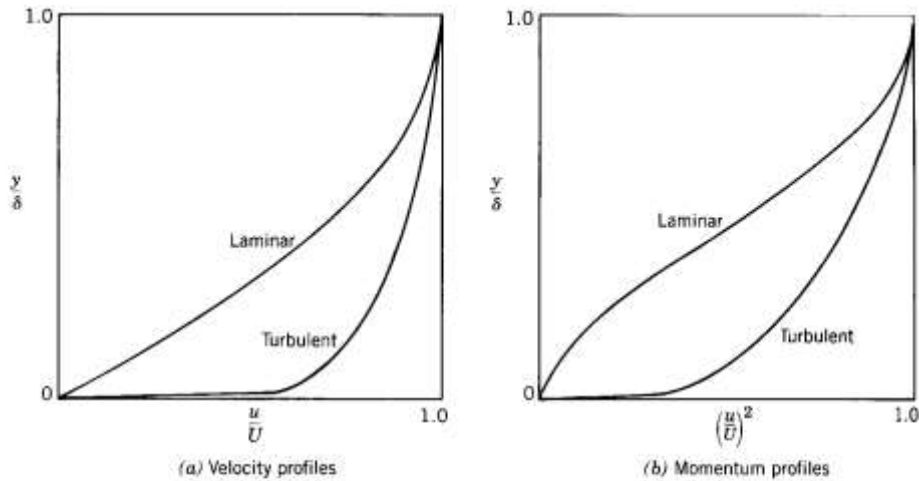 1.0
y
δ
Laminar
Turbulent
0
u
U
1.0
(a) Velocity profiles
1.0
y
δ
Laminar
Turbulent
0
(u/U)²
1.0
(b) Momentum profiles